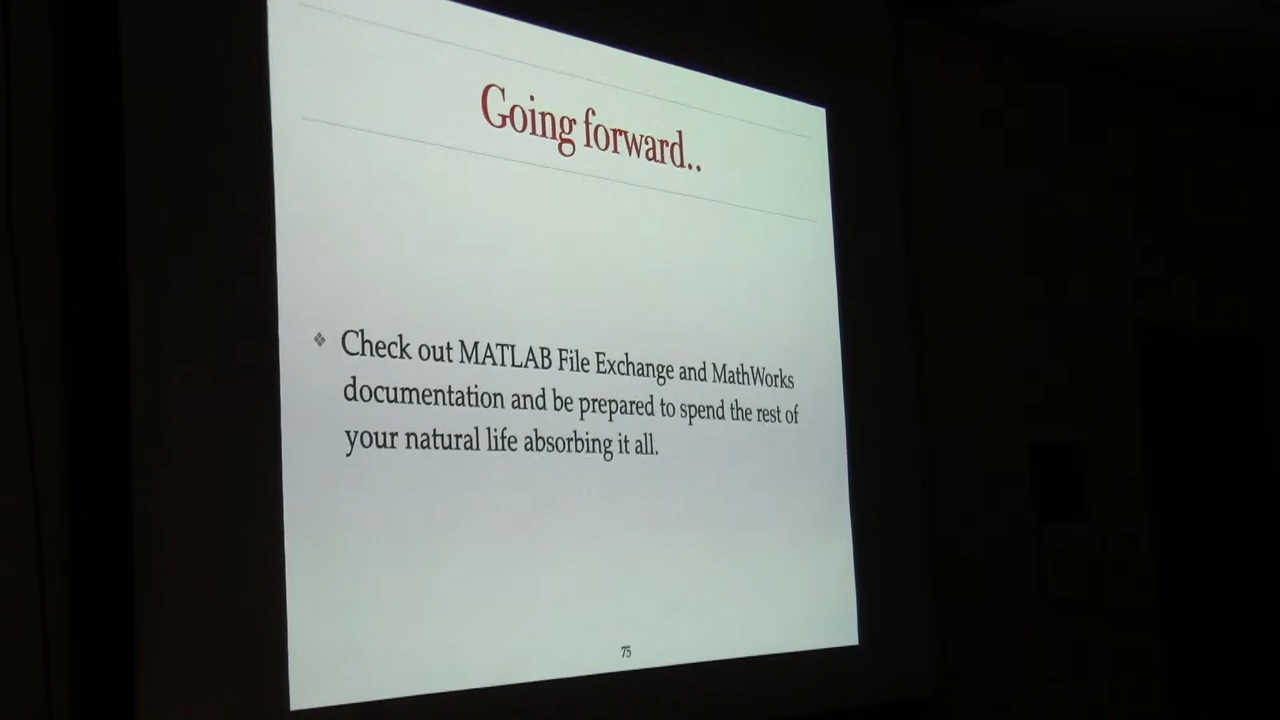 Going forward..
❖ Check out MATLAB File Exchange and MathWorks
documentation and be prepared to spend the rest of
your natural life absorbing it all.
75